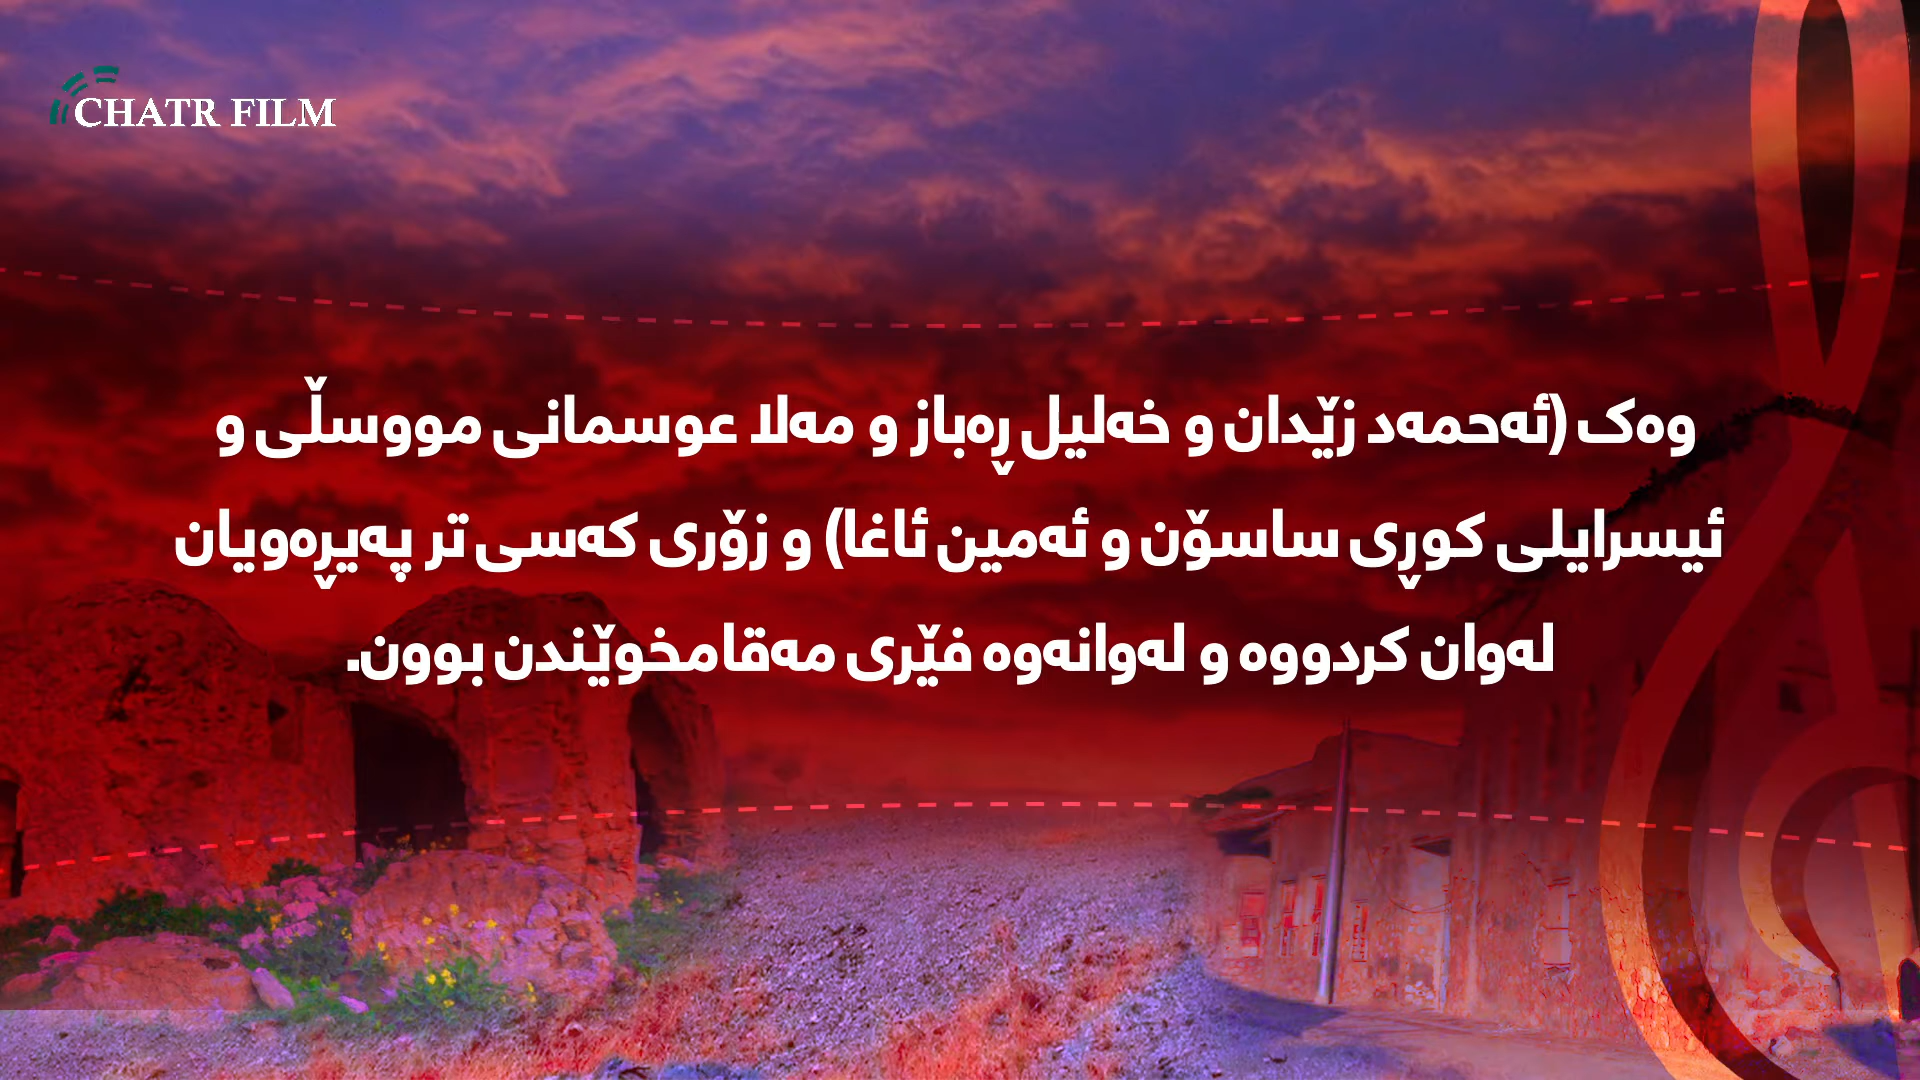 CHATR FILM
وەک (ئەحمەد زێدان و خەلیل ڕەباز و مەلا عوسمانی مووسڵی و
ئیسرایلی کوڕی ساسۆن و ئەمین ئاغا) و زۆری کەسی تر پەیڕەویان
لەوان کردووە و لەوانەوە فێری مەقامخوێندن بوون.